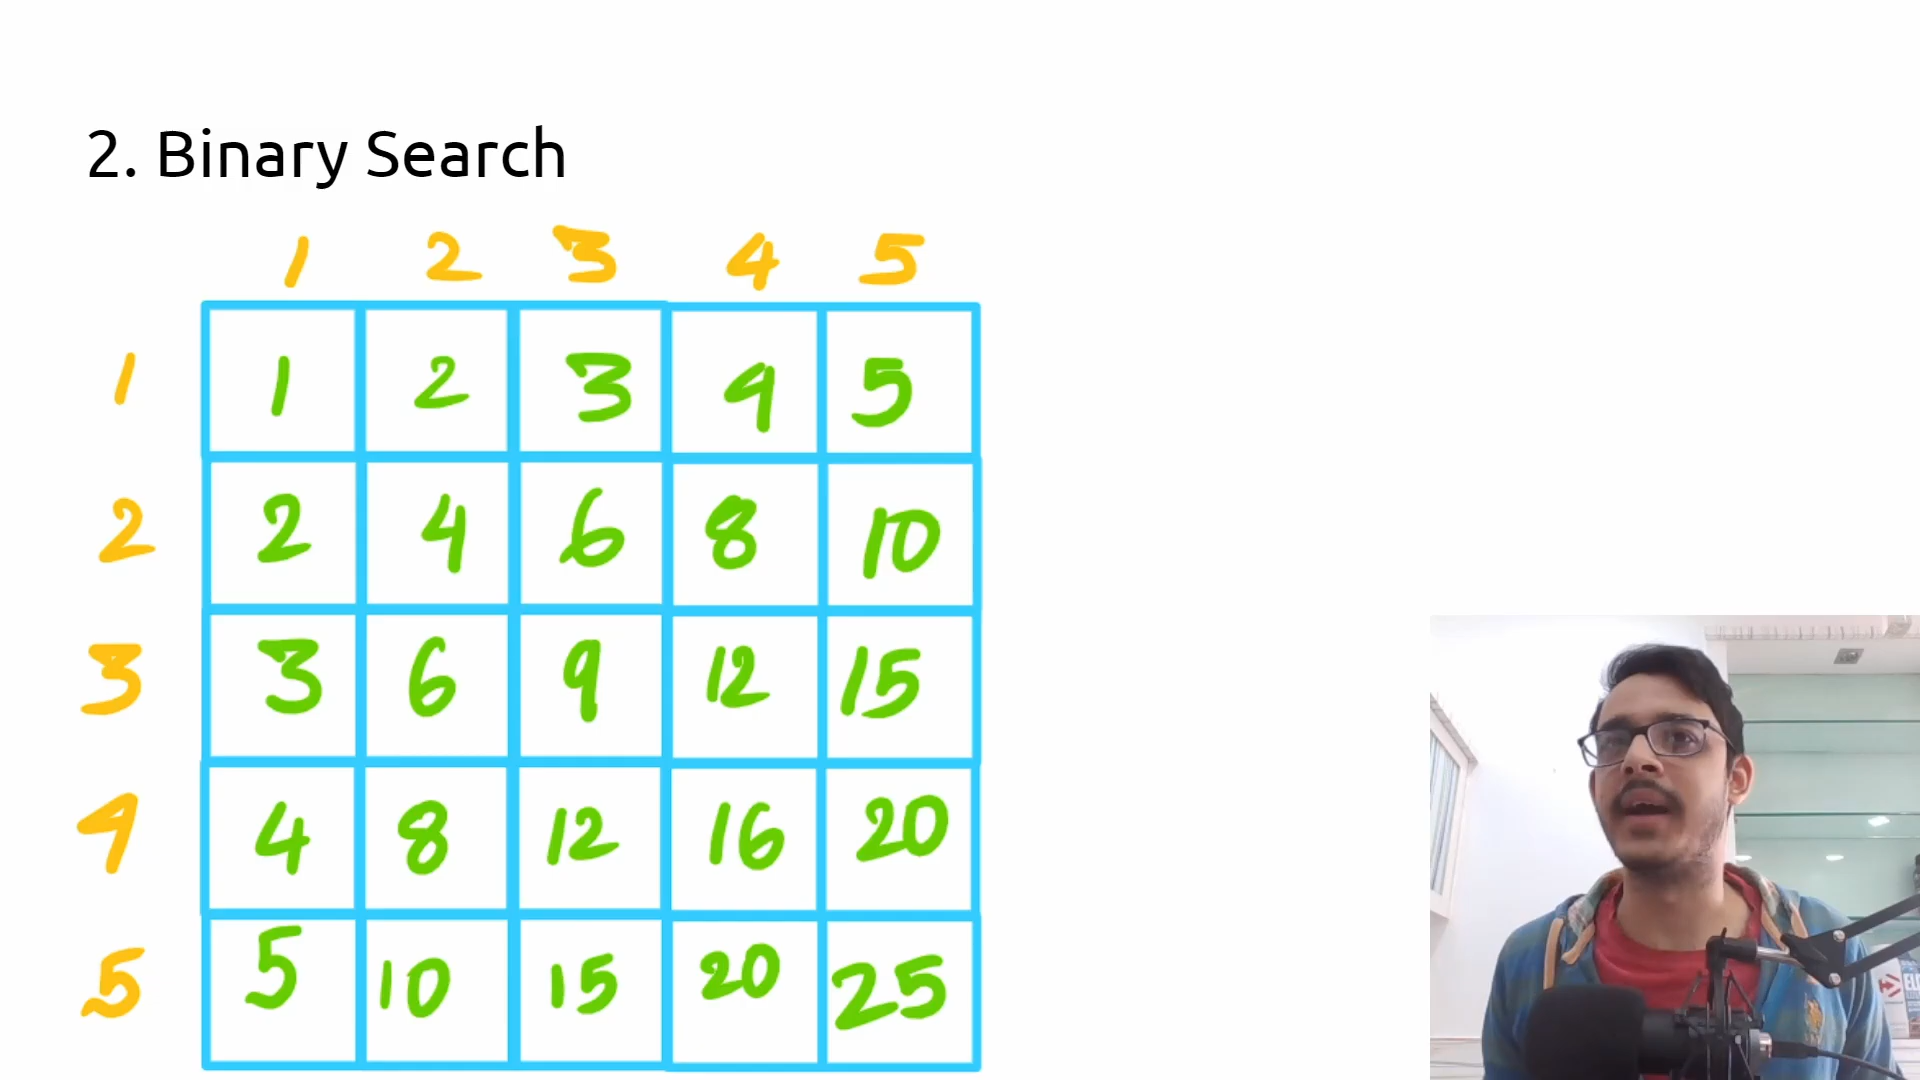 2. Binary Search
1 2 3 4 5
1 1 2 3 4 5
2 2 4 6 8 10
3 3 6 9 12 15
4 4 8 12 16 20
5 5 10 15 20 25